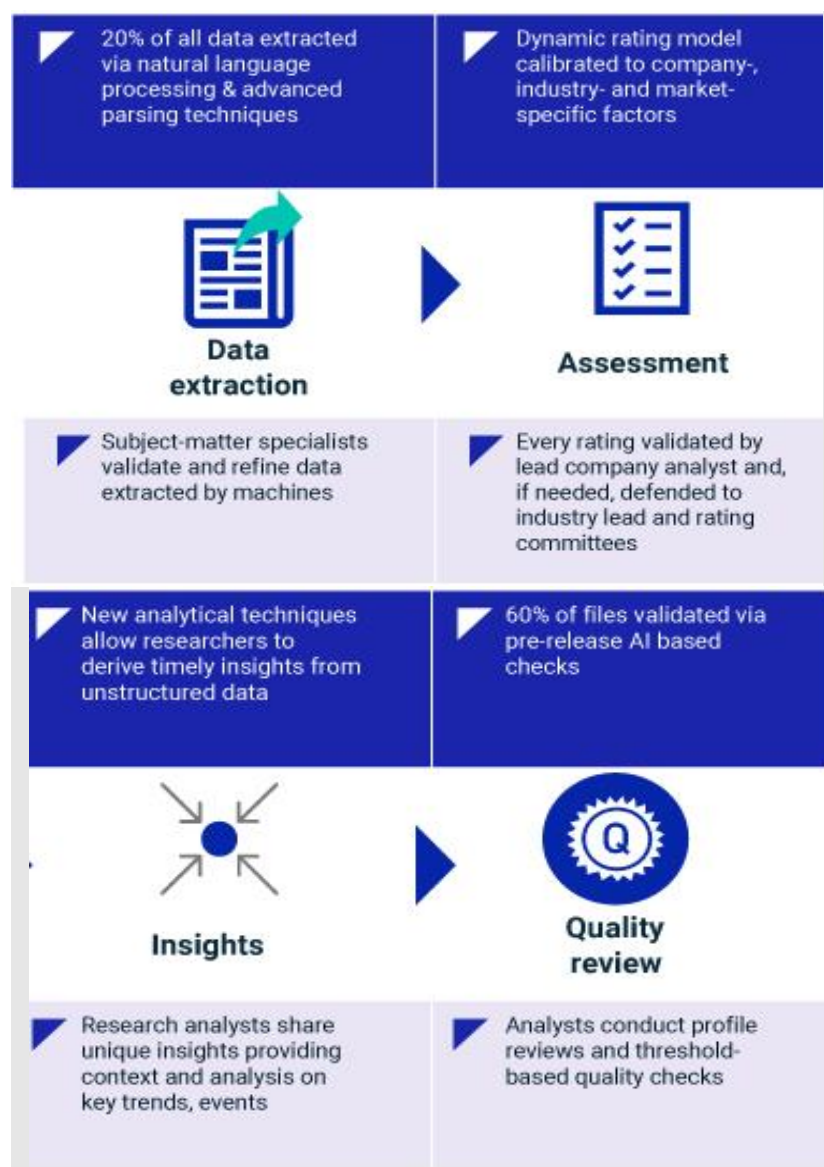 20% of all data extracted
via natural language
processing & advanced
parsing techniques
Dynamic rating model
calibrated to company-,
industry- and market-
specific factors
Data
extraction
Assessment
Subject-matter specialists
validate and refine data
extracted by machines
Every rating validated by
lead company analyst and,
if needed, defended to
industry lead and rating
committees
New analytical techniques
allow researchers to
derive timely insights from
unstructured data
60% of files validated via
pre-release AI based
checks
Insights
Q
Quality
review
Research analysts share
unique insights providing
context and analysis on
key trends, events
Analysts conduct profile
reviews and threshold-
based quality checks